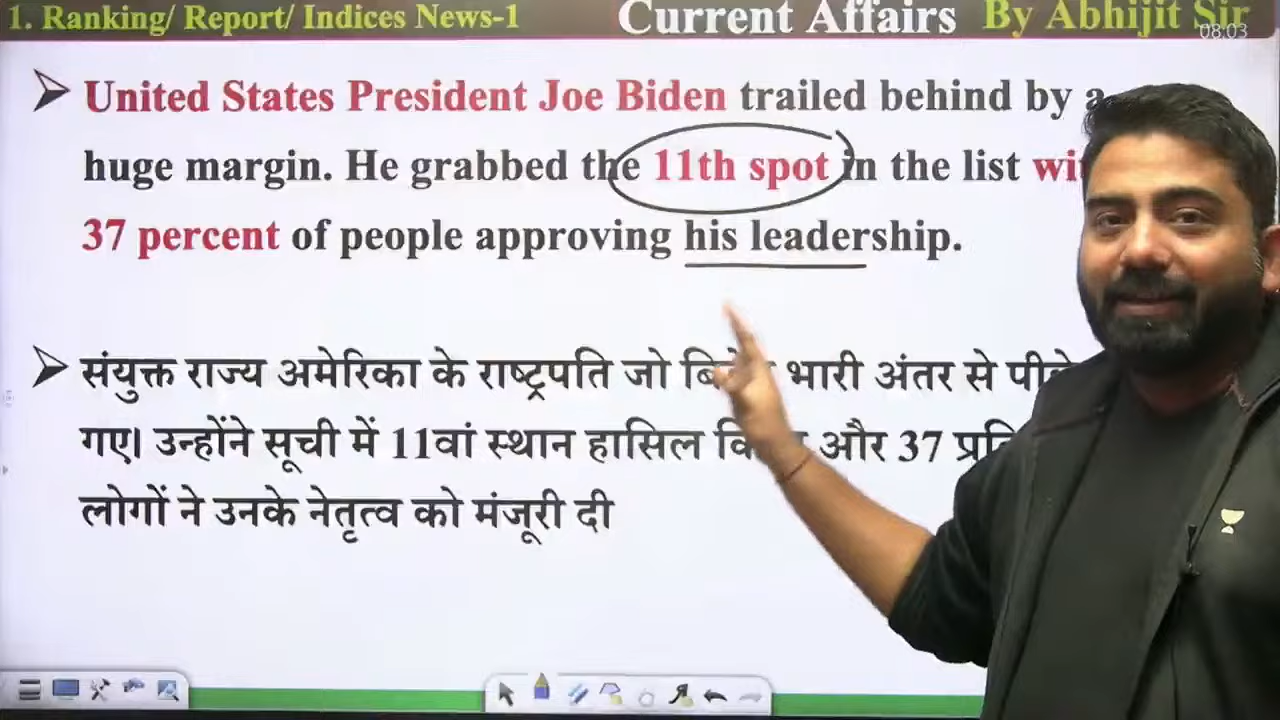 1. Ranking/ Report/ Indices News-1
Current Affairs By Abhijit Sir
08:03
United States President Joe Biden trailed behind by a
huge margin. He grabbed the 11th spot in the list
37 percent of people approving his leadership.
संयुक्त राज्य अमेरिका के राष्ट्रपति जो भारी अंतर से
गए। उन्होंने सूची में 11वां स्थान हासिल और 37
लोगों ने उनके नेतृत्व को मंजूरी दी